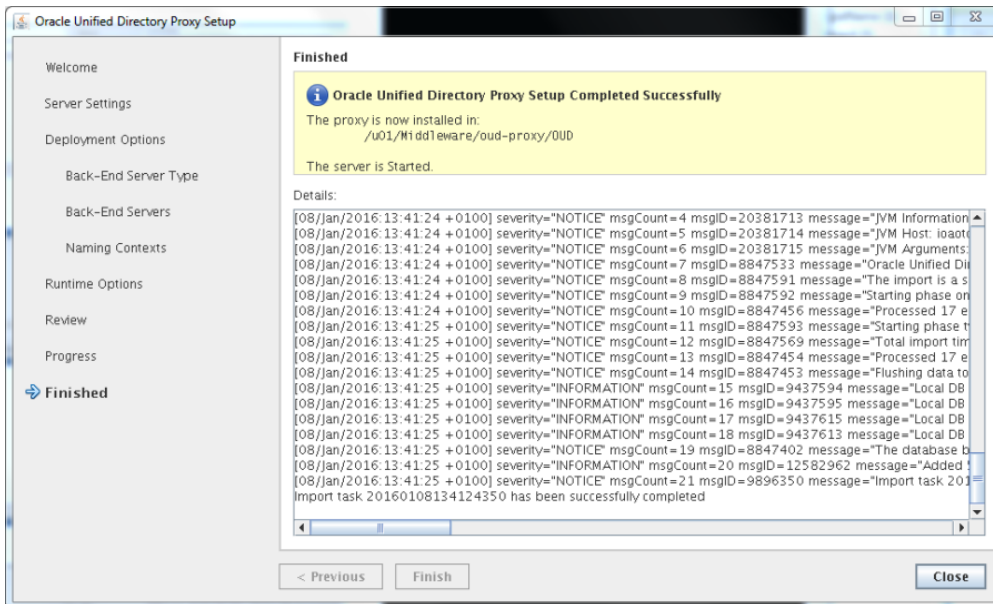 Oracle Unified Directory Proxy Setup
Welcome
Server Settings
Deployment Options
Back-End Server Type
Back-End Servers
Naming Contexts
Runtime Options
Review
Progress
Finished
Finished
Oracle Unified Directory Proxy Setup Completed Successfully
The proxy is now installed in:
/u01/Middleware/oud-proxy/OUD
The server is Started.
Details:
[08/Jan/2016:13:41:24 +0100] severity="NOTICE" msgCount=4 msgID=20381713 message="JVM Information
[08/Jan/2016:13:41:24 +0100] severity="NOTICE" msgCount=5 msgID=20381714 message="JVM Host:
[08/Jan/2016:13:41:24 +0100] severity="NOTICE" msgCount=6 msgID=20381715 message="JVM Arguments:
[08/Jan/2016:13:41:24 +0100] severity="NOTICE" msgCount=7 msgID=8847533 message="Oracle Unified Di
[08/Jan/2016:13:41:24 +0100] severity="NOTICE" msgCount=8 msgID=8847591 message="The import is a s
[08/Jan/2016:13:41:24 +0100] severity="NOTICE" msgCount=9 msgID=8847592 message="Starting phase on
[08/Jan/2016:13:41:24 +0100] severity="NOTICE" msgCount=10 msgID=8847456 message="Processed 17 e
[08/Jan/2016:13:41:25 +0100] severity="NOTICE" msgCount=11 msgID=8847593 message="Starting phase t
[08/Jan/2016:13:41:25 +0100] severity="NOTICE" msgCount=12 msgID=8847569 message="Total import tim
[08/Jan/2016:13:41:25 +0100] severity="NOTICE" msgCount=13 msgID=8847454 message="Processed 17 e
[08/Jan/2016:13:41:25 +0100] severity="NOTICE" msgCount=14 msgID=8847453 message="Flushing data to
[08/Jan/2016:13:41:25 +0100] severity="INFORMATION" msgCount=15 msgID=9437594 message="Local DB
[08/Jan/2016:13:41:25 +0100] severity="INFORMATION" msgCount=16 msgID=9437595 message="Local DB
[08/Jan/2016:13:41:25 +0100] severity="INFORMATION" msgCount=17 msgID=9437615 message="Local DB
[08/Jan/2016:13:41:25 +0100] severity="INFORMATION" msgCount=18 msgID=9437613 message="Local DB
[08/Jan/2016:13:41:25 +0100] severity="NOTICE" msgCount=19 msgID=8847402 message="The database b
[08/Jan/2016:13:41:25 +0100] severity="INFORMATION" msgCount=20 msgID=12582962 message="Added
[08/Jan/2016:13:41:25 +0100] severity="NOTICE" msgCount=21 msgID=9896350 message="Import task 201
Import task 20160108134124350 has been successfully completed
< Previous
Finish
Close